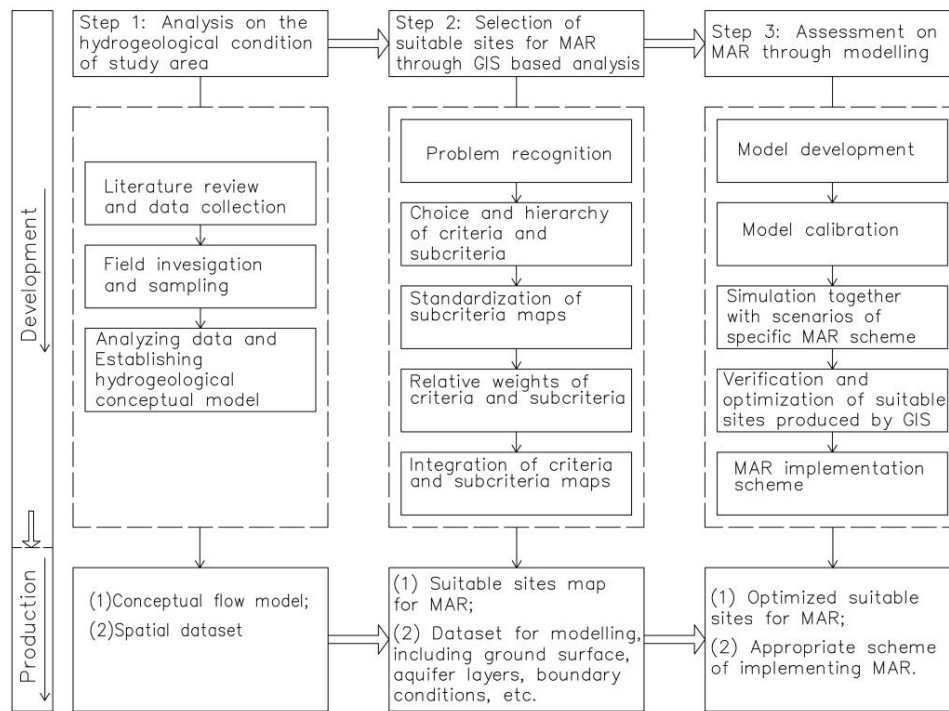 Step 1: Analysis on the
hydrogeological condition
of study area
Step 2: Selection of
suitable sites for MAR
through GIS based analysis
Step 3: Assessment on
MAR through modelling
Development
Literature review
and data collection
Field invesigation
and sampling
Analyzing data and
Establishing
hydrogeological
conceptual model
Problem recognition
Choice and hierarchy
of criteria and
subcriteria
Standardization of
subcriteria maps
Relative weights of
criteria and subcriteria
Integration of criteria
and subcriteria maps
Model development
Model calibration
Simulation together
with scenarios of
specific MAR scheme
Verification and
optimization of suitable
sites produced by GIS
MAR implementation
scheme
Production
(1)Conceptual flow model;
(2)Spatial dataset
(1) Suitable sites map
for MAR;
(2) Dataset for modelling,
including ground surface,
aquifer layers, boundary
conditions, etc.
(1) Optimized suitable
sites for MAR;
(2) Appropriate scheme
of implementing MAR.